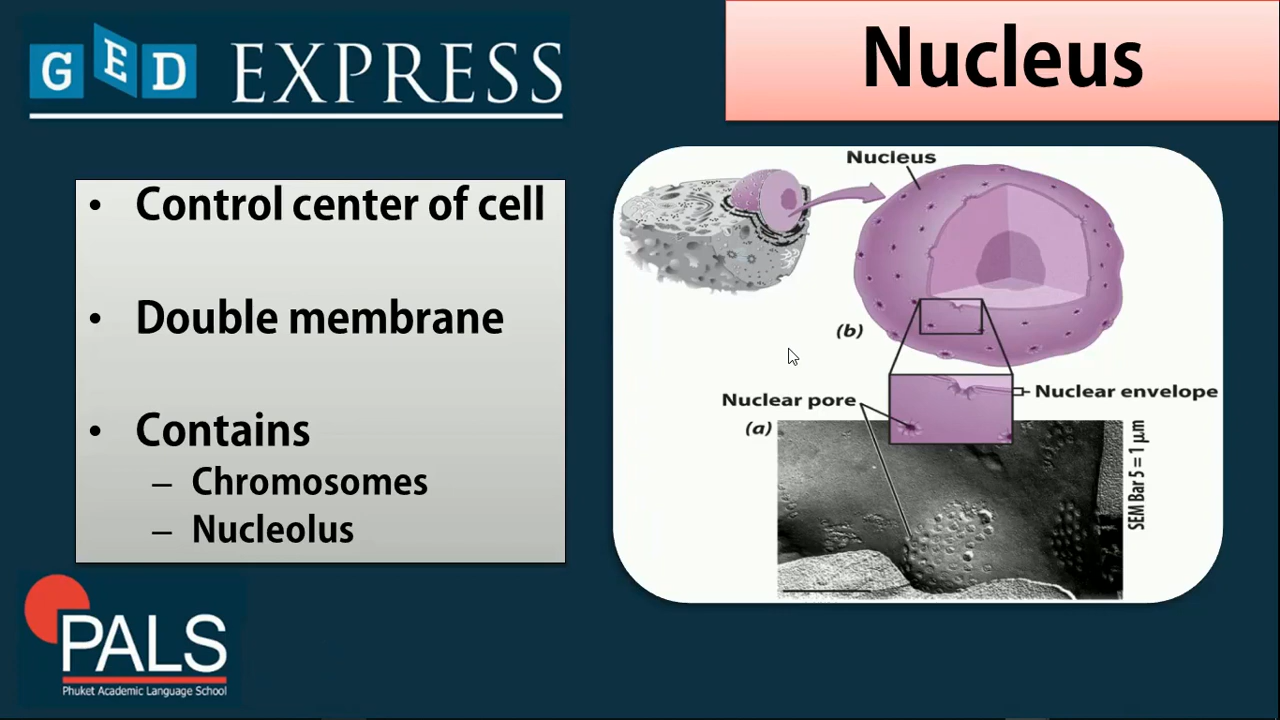 GED EXPRESS
Nucleus
• Control center of cell
• Double membrane
• Contains
– Chromosomes
– Nucleolus
Nucleus
(b)
Nuclear envelope
Nuclear pore
(a)
SEM Bar 5 = 1 µm
PALS
Phuket Academic Language School